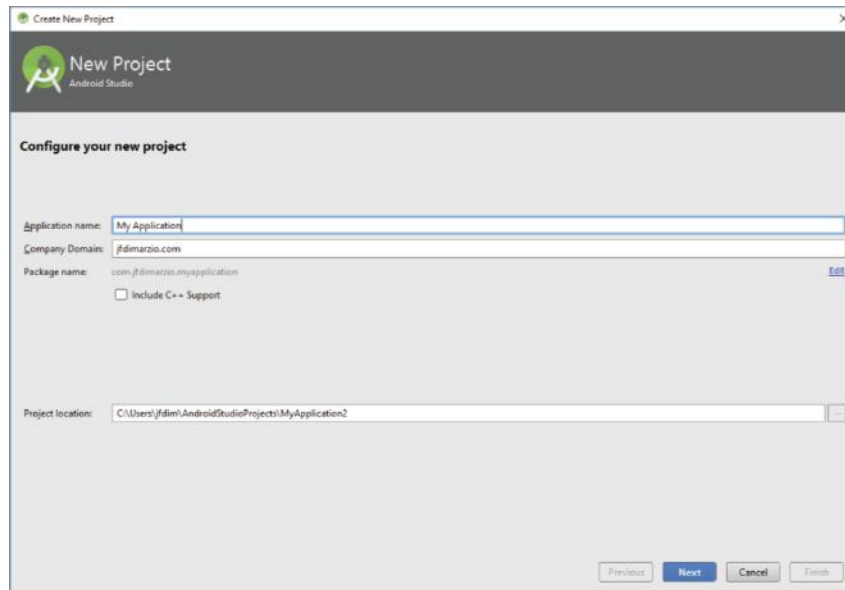 Create New Project
New Project
Android Studio
Configure your new project
Application name: My Application
Company Domain: jfdimarzio.com
Package name: com.jfdimarzio.myapplication
Edit
Include C++ Support
Project location: C:\Users\jfdim\AndroidStudioProjects\MyApplication2
...
Previous Next Cancel Finish